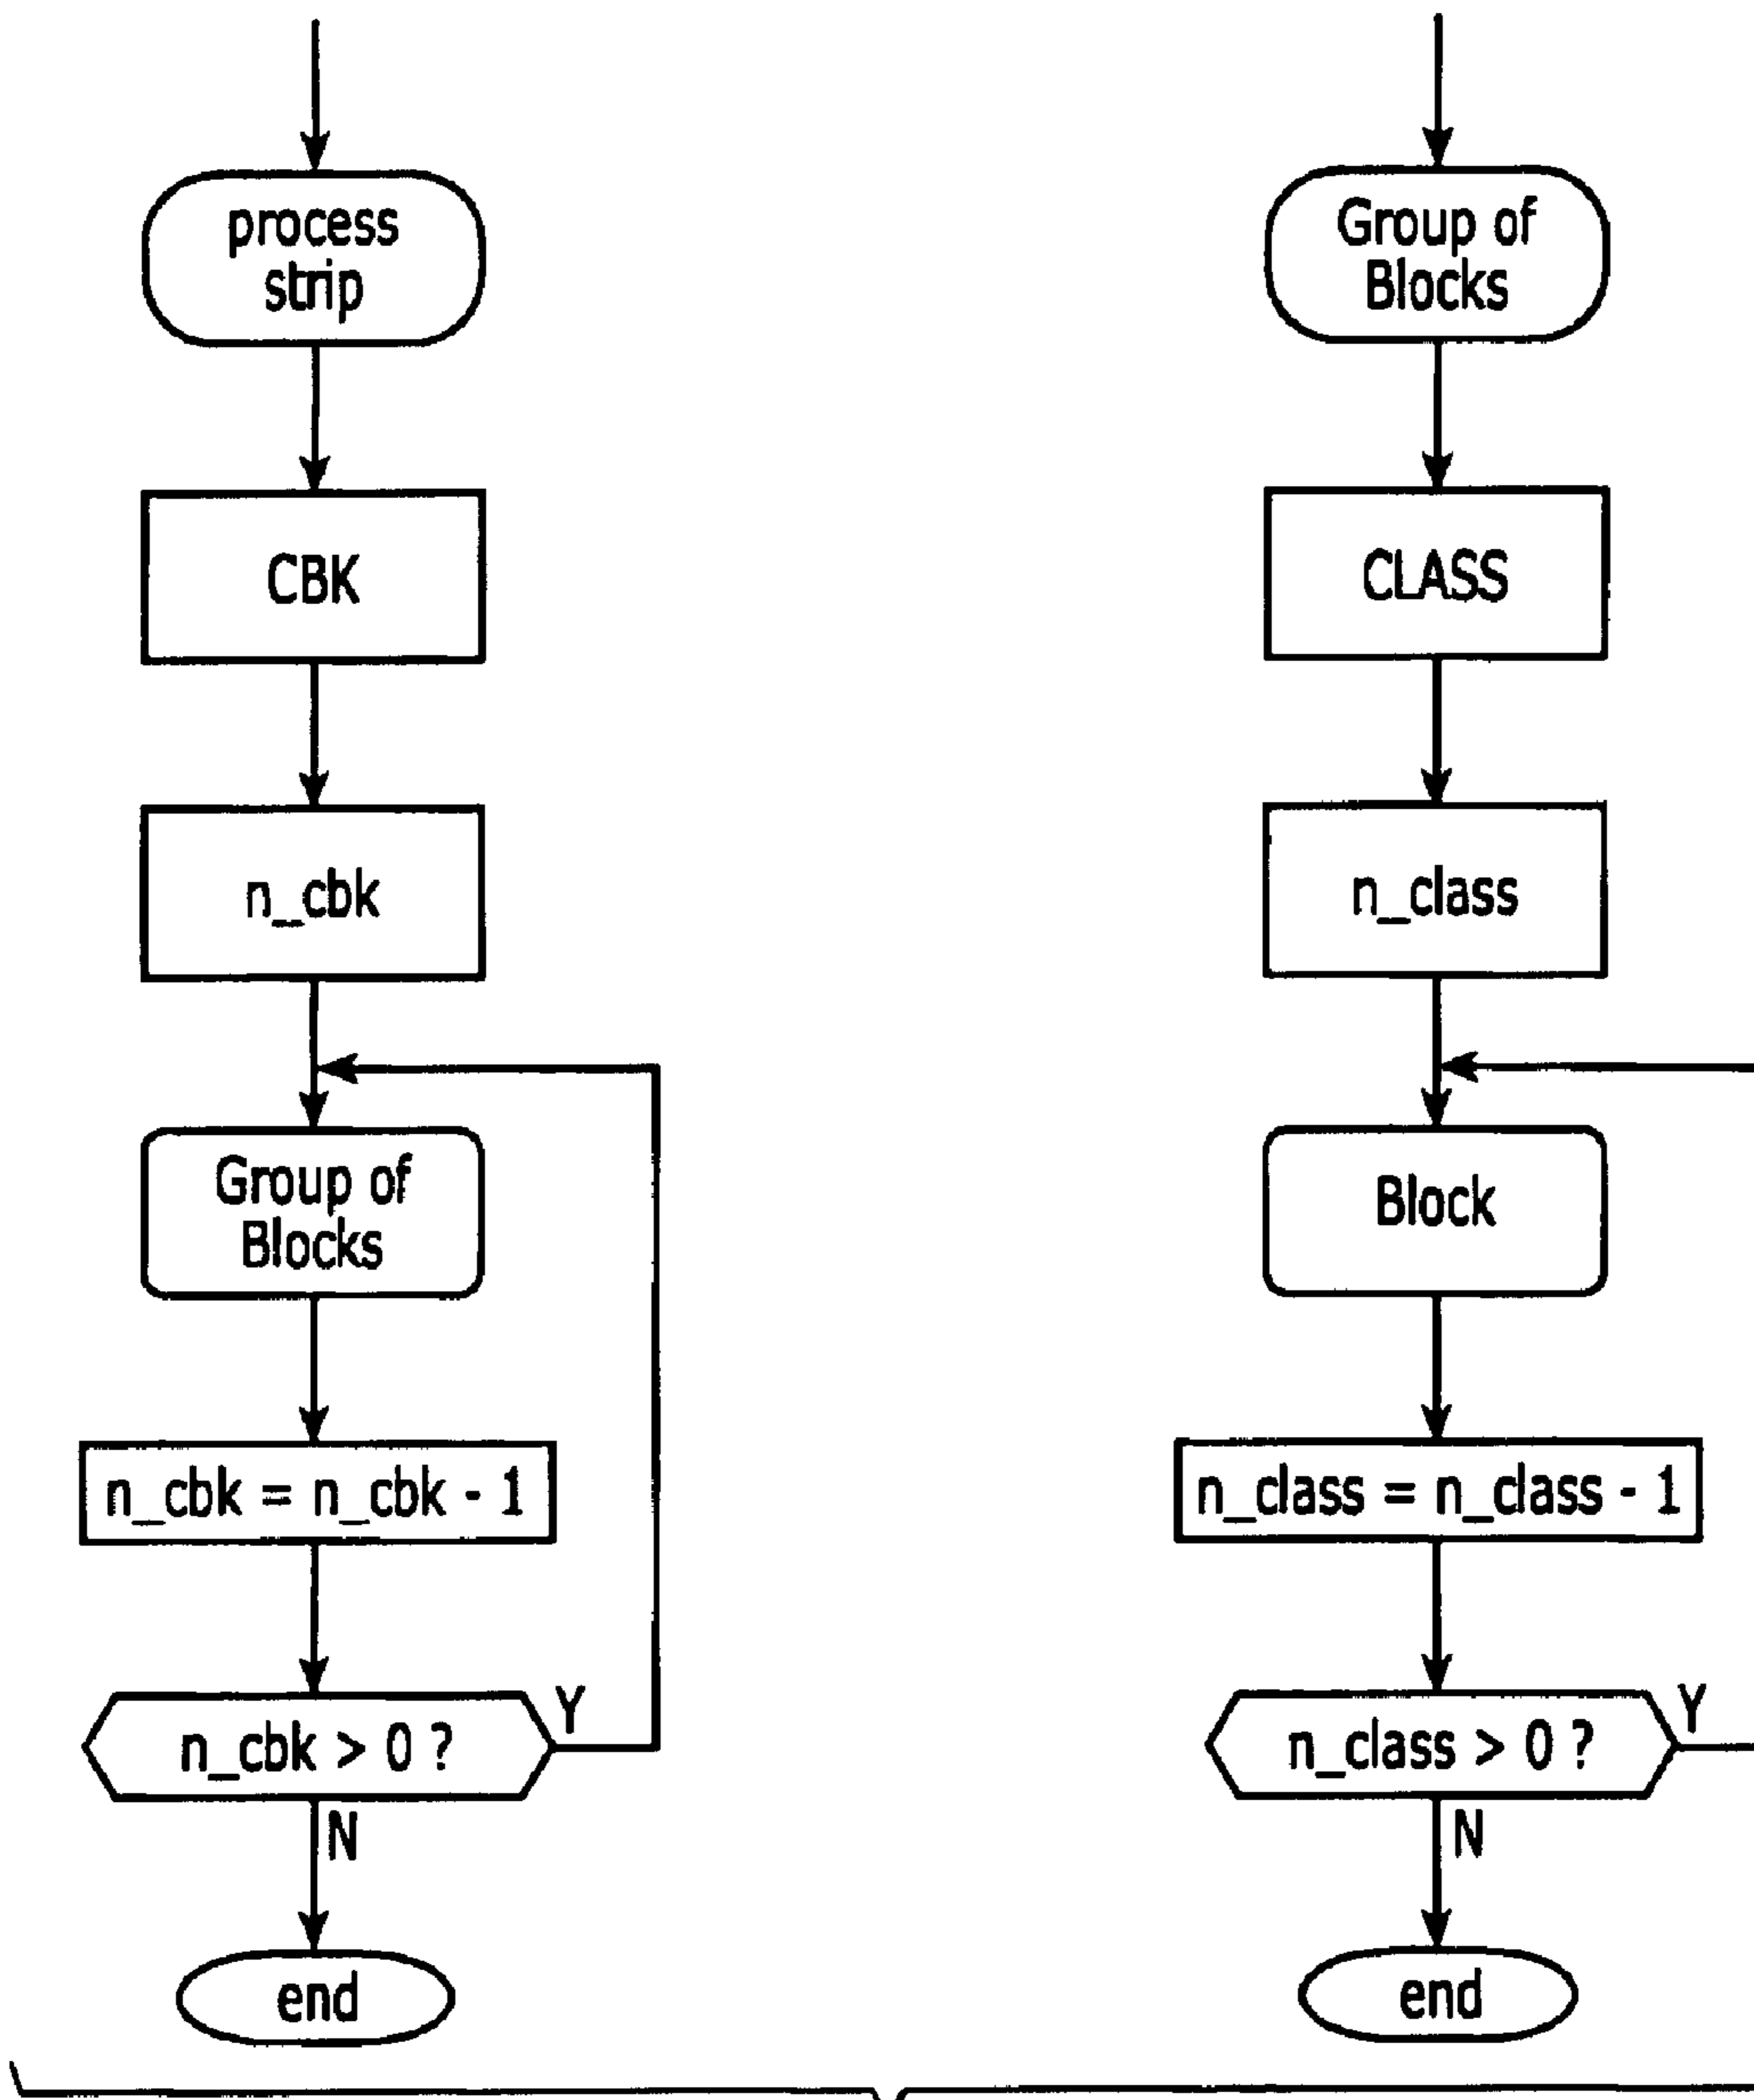 process
strip
CBK
n_cbk
Group of
Blocks
n_cbk = n_cbk - 1
n_cbk > 0 ?
Y
N
end
Group of
Blocks
CLASS
n_class
Block
n_class = n_class - 1
n_class > 0 ?
Y
N
end